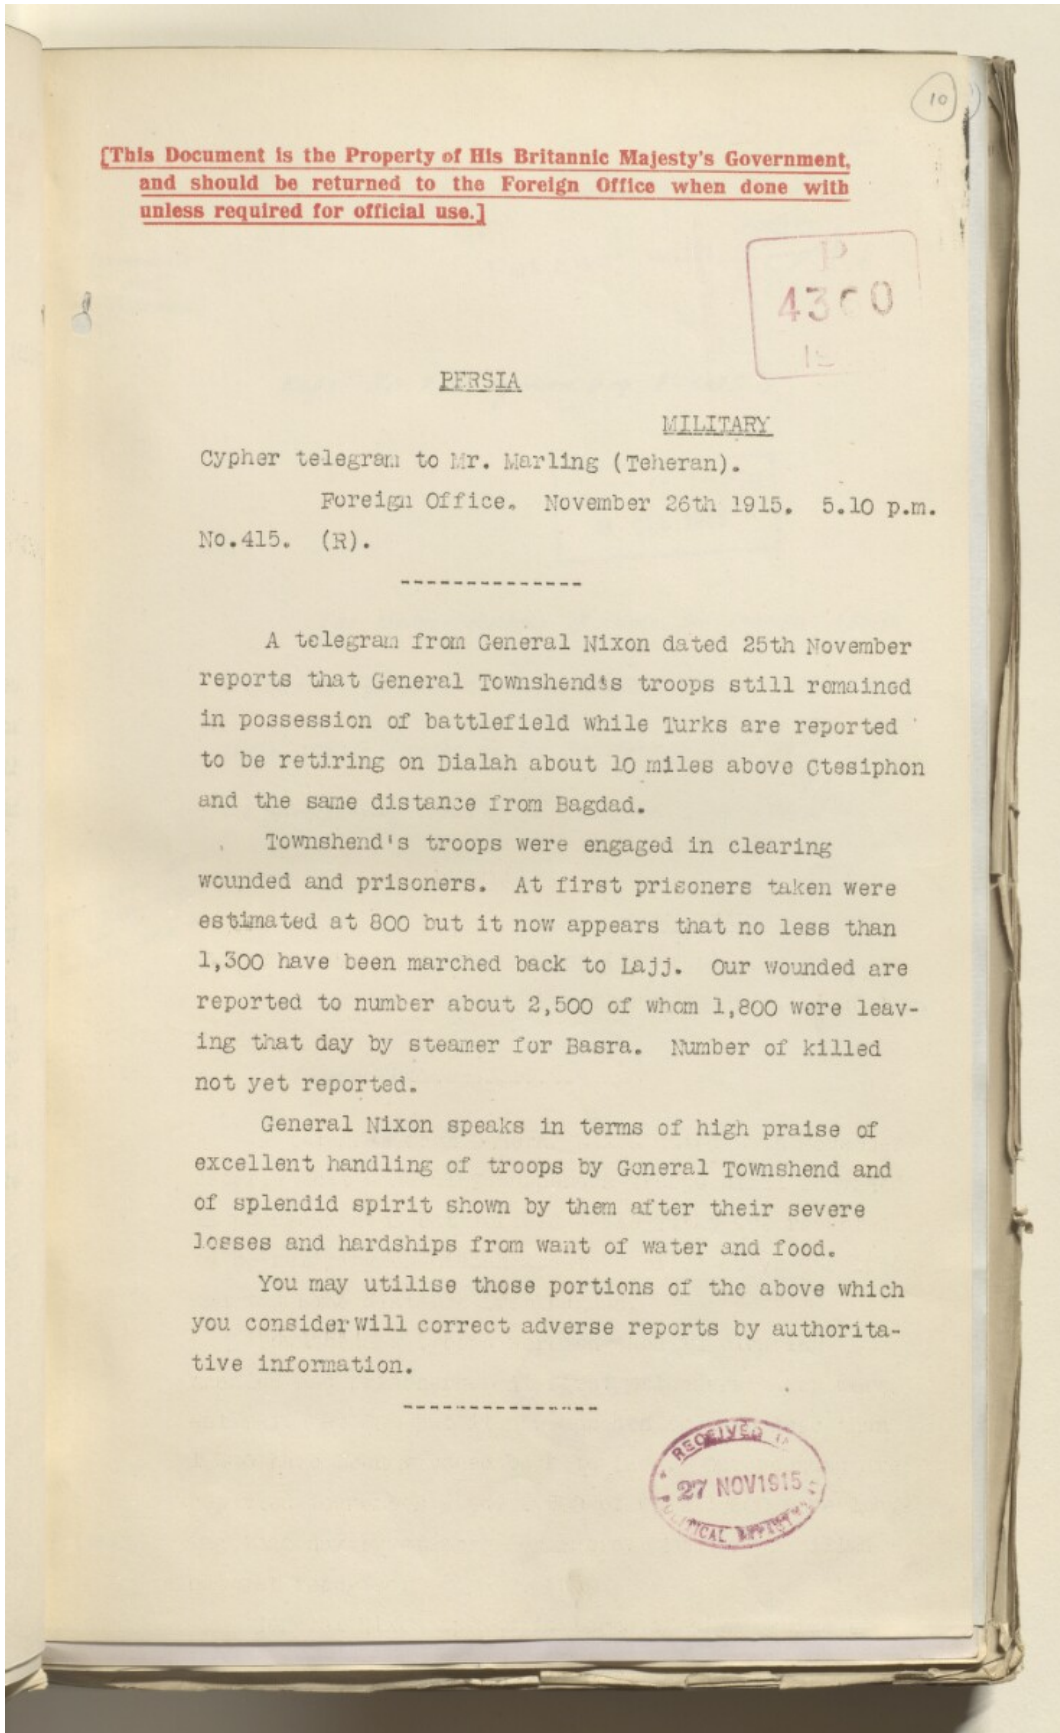 10
[This Document is the Property of His Britannic Majesty's Government,
and should be returned to the Foreign Office when done with
unless required for official use.]
P
43 0
PERSIA
MILITARY
Cypher telegram to Mr. Marling (Teheran).
Foreign Office. November 26th 1915. 5.10 p.m.
No.415. (R).
--------------
A telegram from General Nixon dated 25th November
reports that General Townshend's troops still remained
in possession of battlefield while Turks are reported
to be retiring on Dialah about 10 miles above Ctesiphon
and the same distance from Bagdad.
Townshend's troops were engaged in clearing
wounded and prisoners. At first prisoners taken were
estimated at 800 but it now appears that no less than
1,300 have been marched back to Lajj. Our wounded are
reported to number about 2,500 of whom 1,800 were leav-
ing that day by steamer for Basra. Number of killed
not yet reported.
General Nixon speaks in terms of high praise of
excellent handling of troops by General Townshend and
of splendid spirit shown by them after their severe
losses and hardships from want of water and food.
You may utilise those portions of the above which
you consider will correct adverse reports by authorita-
tive information.
---------------
RECEIVED IN
27 NOV1915
POLITICAL